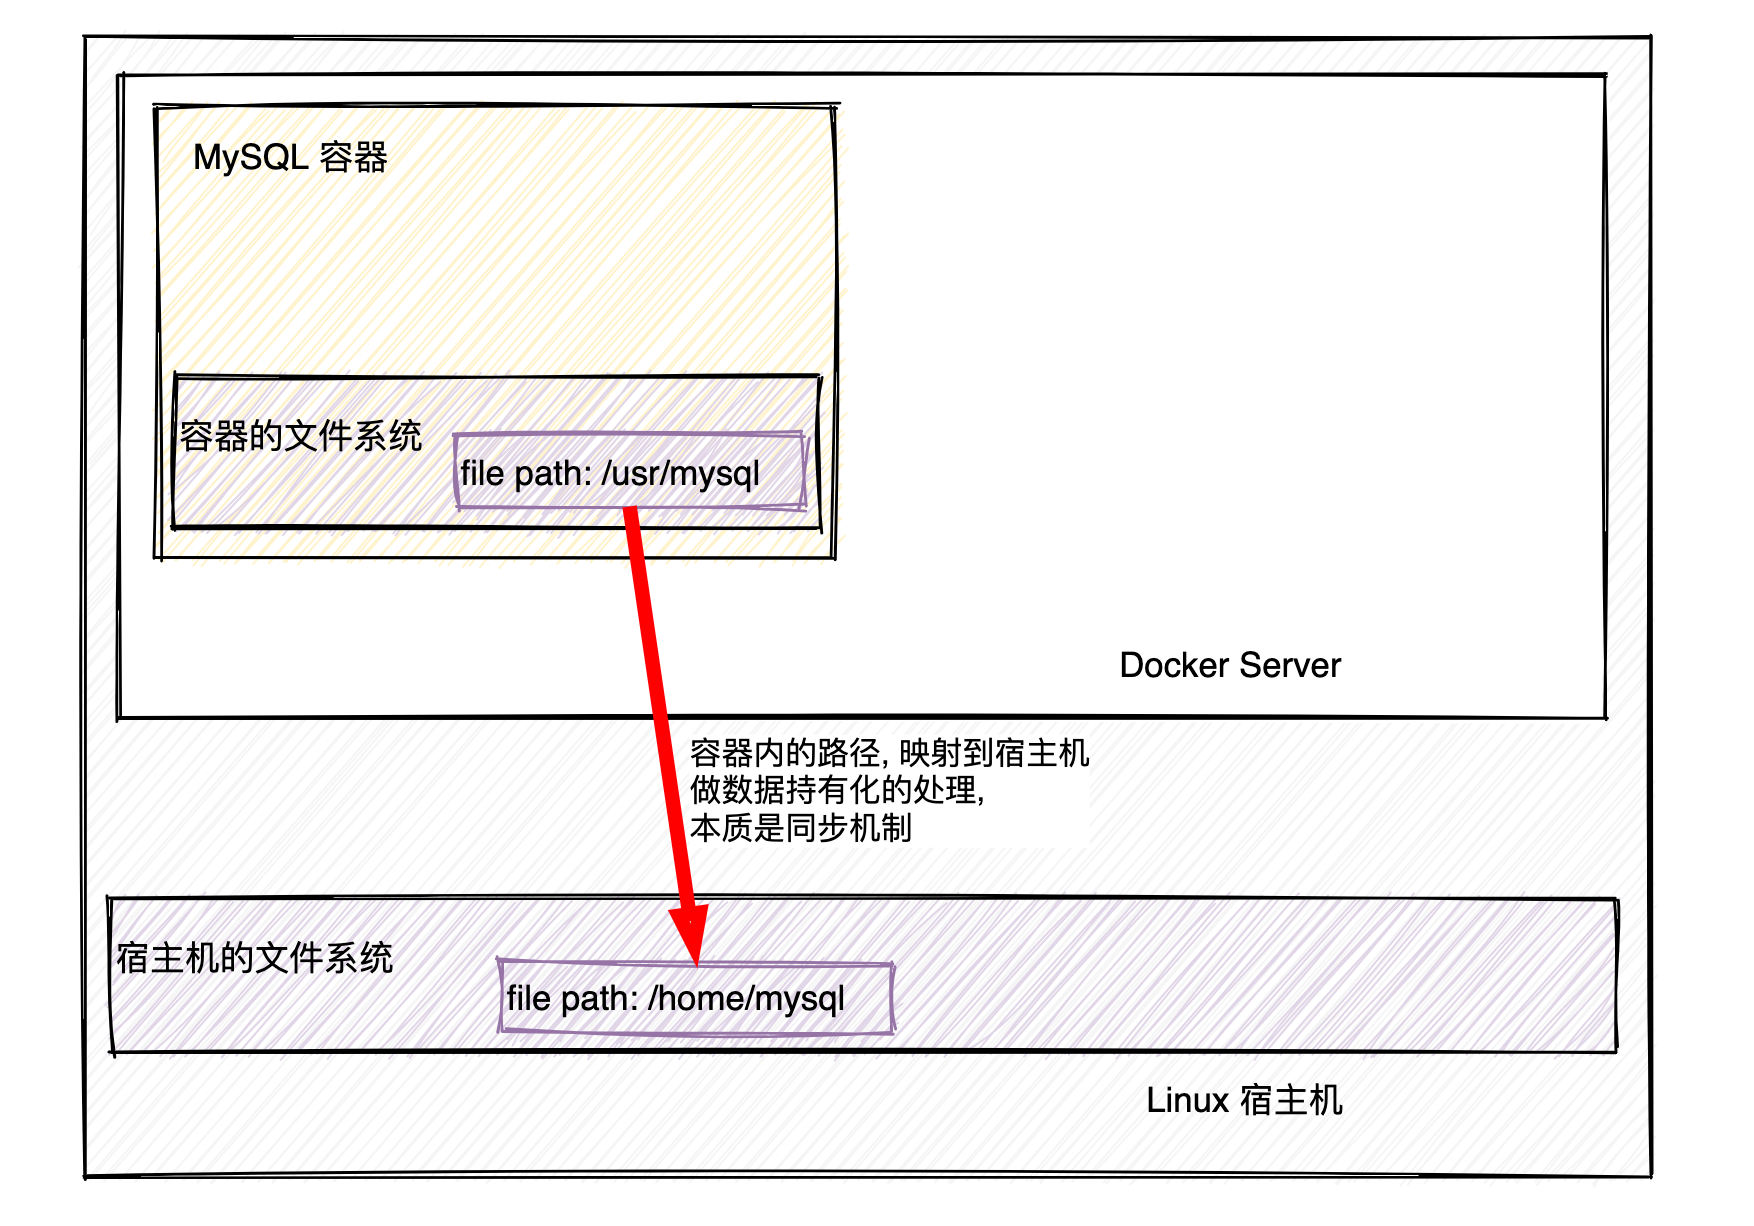 MySQL 容器
容器的文件系统
file path: /usr/mysql
Docker Server
容器内的路径, 映射到宿主机
做数据持有化的处理,
本质是同步机制
宿主机的文件系统
file path: /home/mysql
Linux 宿主机